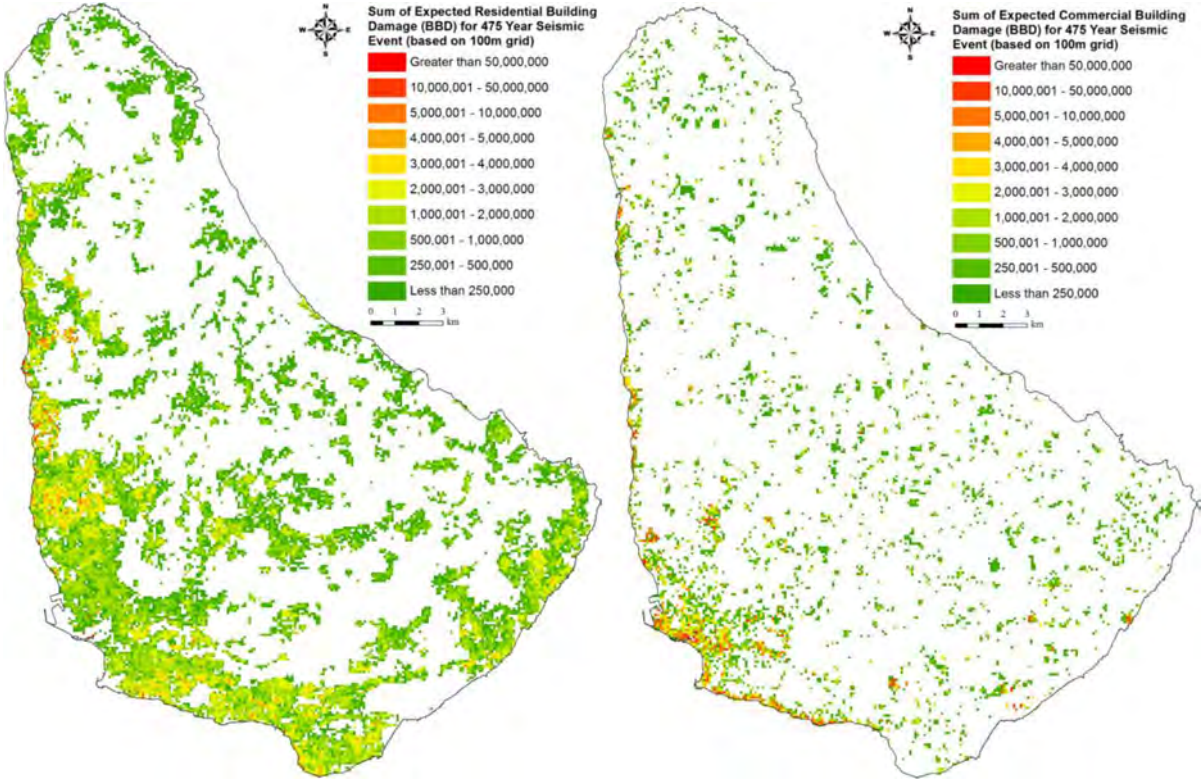 N
W E
S
Sum of Expected Residential Building
Damage (BBD) for 475 Year Seismic
Event (based on 100m grid)
Greater than 50,000,000
10,000,001 - 50,000,000
5,000,001 - 10,000,000
4,000,001 - 5,000,000
3,000,001 - 4,000,000
2,000,001 - 3,000,000
1,000,001 - 2,000,000
500,001 - 1,000,000
250,001 - 500,000
Less than 250,000
0 1 2 3
km
N
W E
S
Sum of Expected Commercial Building
Damage (BBD) for 475 Year Seismic
Event (based on 100m grid)
Greater than 50,000,000
10,000,001 - 50,000,000
5,000,001 - 10,000,000
4,000,001 - 5,000,000
3,000,001 - 4,000,000
2,000,001 - 3,000,000
1,000,001 - 2,000,000
500,001 - 1,000,000
250,001 - 500,000
Less than 250,000
0 1 2 3
km